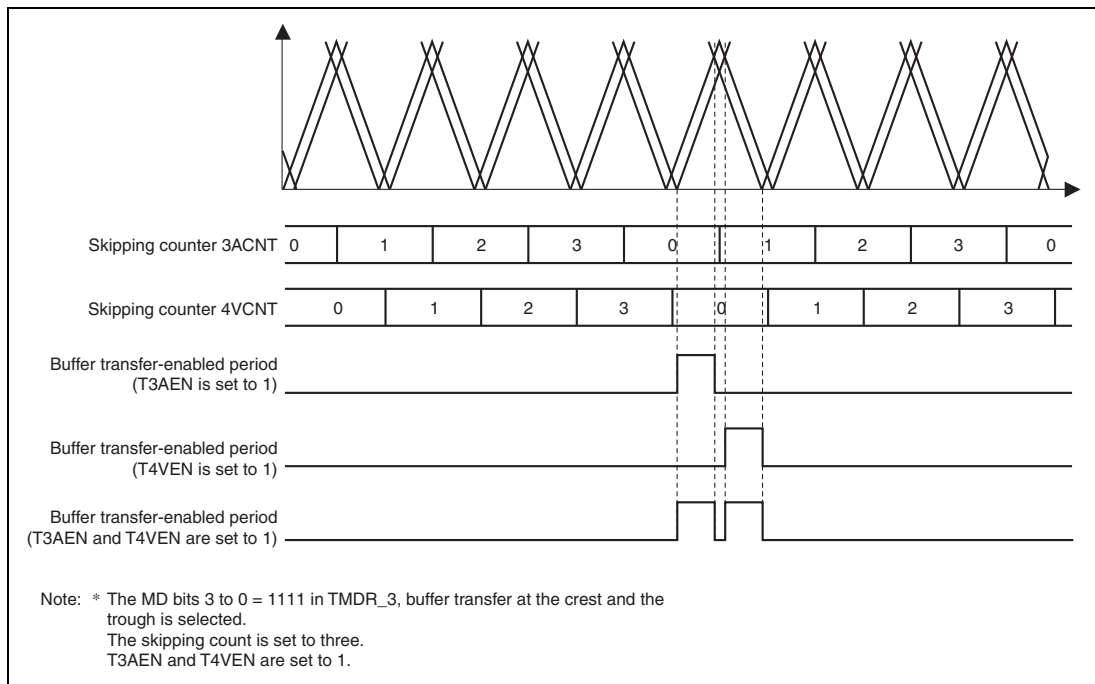 Skipping counter 3ACNT 0 1 2 3 0 1 2 3 0
Skipping counter 4VCNT 0 1 2 3 0 1 2 3
Buffer transfer-enabled period
(T3AEN is set to 1)
Buffer transfer-enabled period
(T4VEN is set to 1)
Buffer transfer-enabled period
(T3AEN and T4VEN are set to 1)
Note: * The MD bits 3 to 0 = 1111 in TMDR_3, buffer transfer at the crest and the
trough is selected.
The skipping count is set to three.
T3AEN and T4VEN are set to 1.